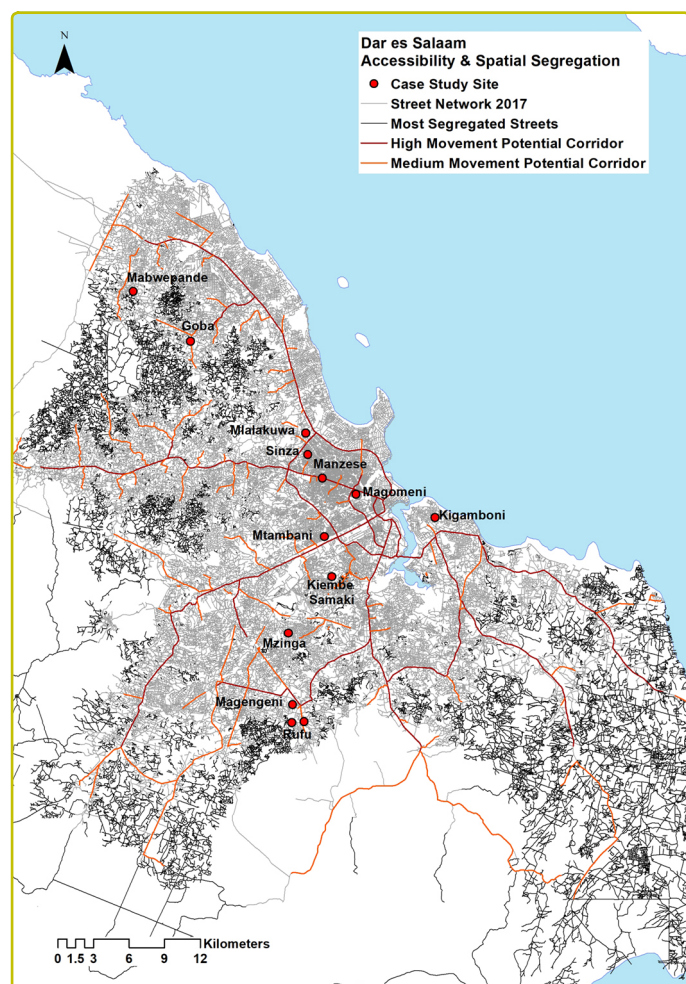 N
Dar es Salaam
Accessibility & Spatial Segregation
Case Study Site
Street Network 2017
Most Segregated Streets
High Movement Potential Corridor
Medium Movement Potential Corridor
Mabwepande
Goba
Mlalakuwa
Sinza
Manzese
Magomeni
Kigamboni
Mtambani
Kiembe
Samaki
Mzinga
Magengeni
Rufu
Kilometers
0 1.5 3 6 9 12